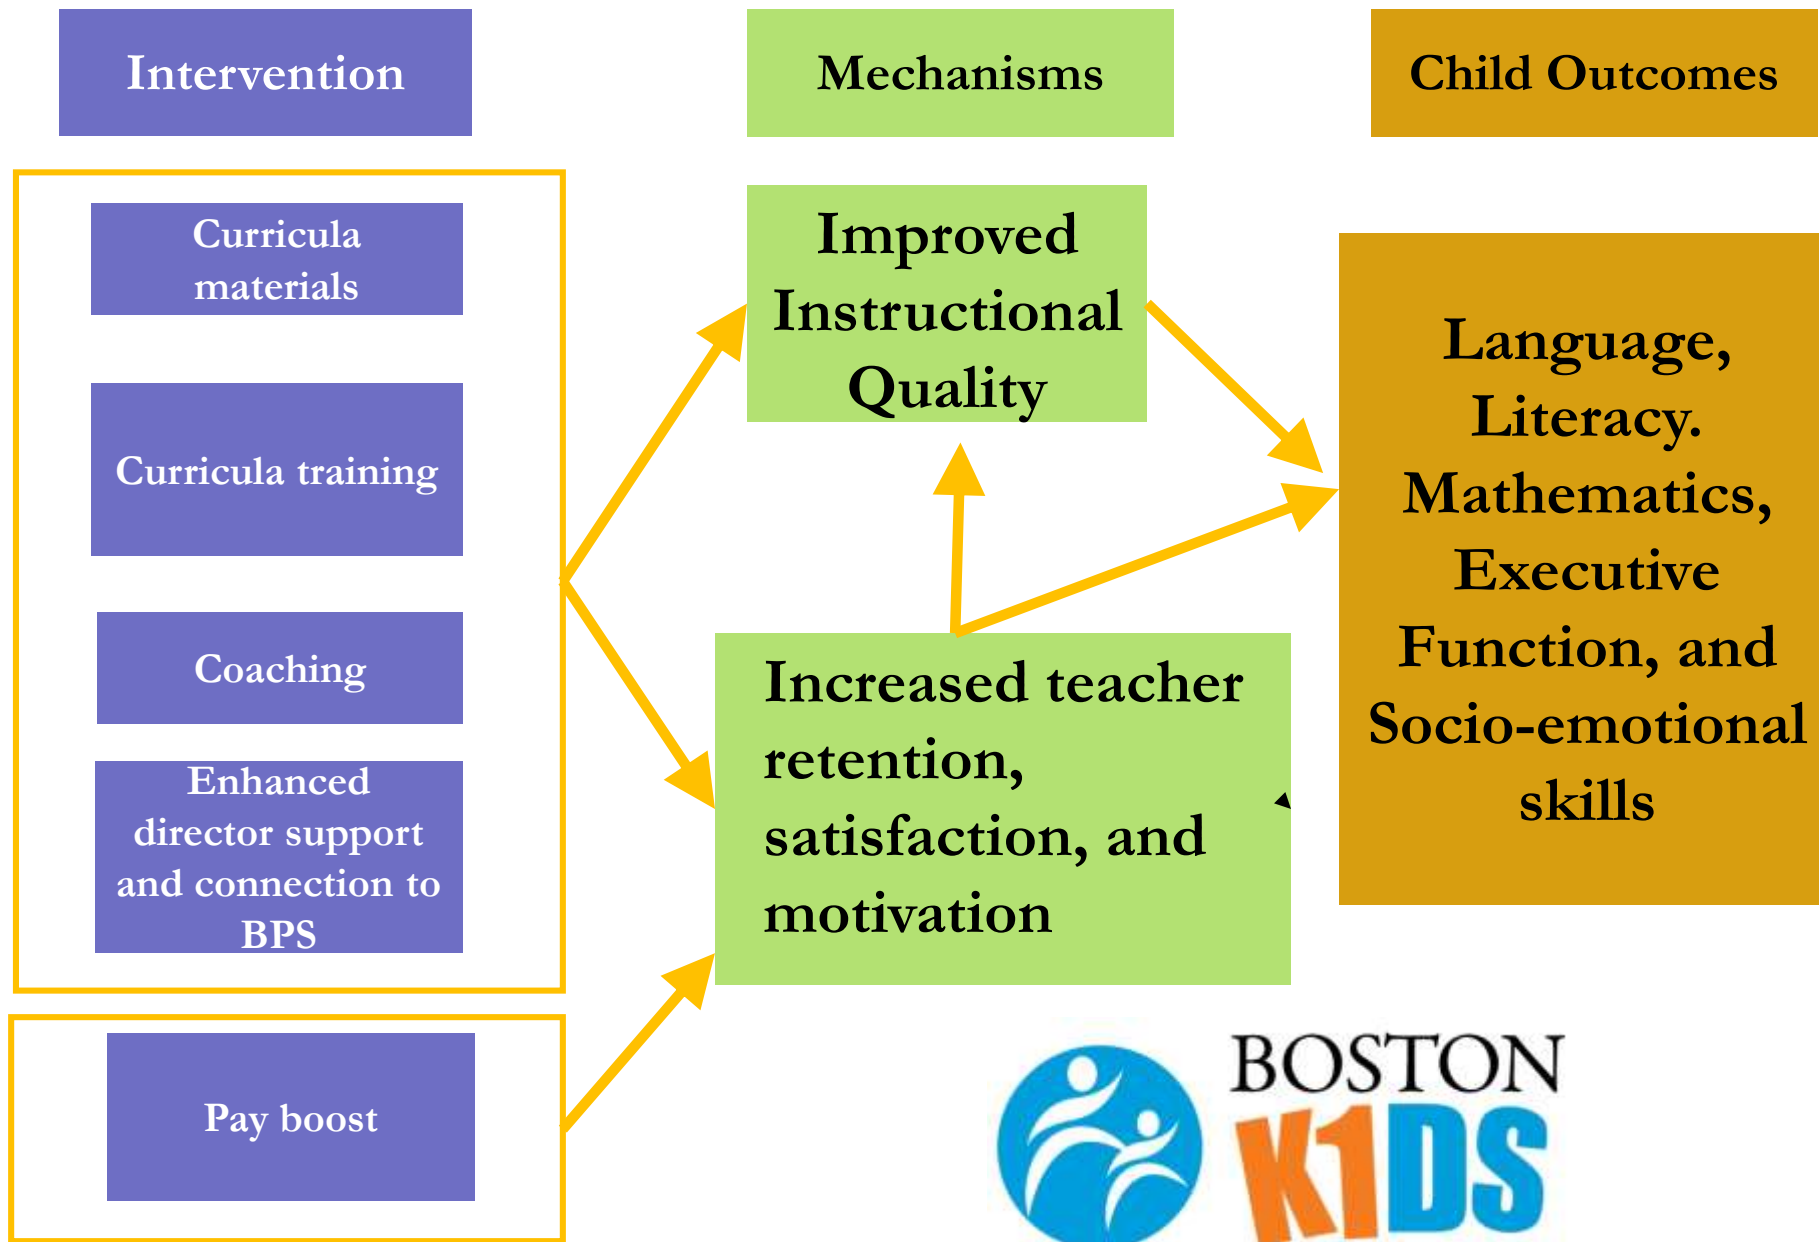 Intervention
Mechanisms
Child Outcomes
Curricula
materials
Curricula training
Coaching
Enhanced
director support
and connection to
BPS
Pay boost
Improved
Instructional
Quality
Increased teacher
retention,
satisfaction, and
motivation
Language,
Literacy.
Mathematics,
Executive
Function, and
Socio-emotional
skills
BOSTON
K1DS